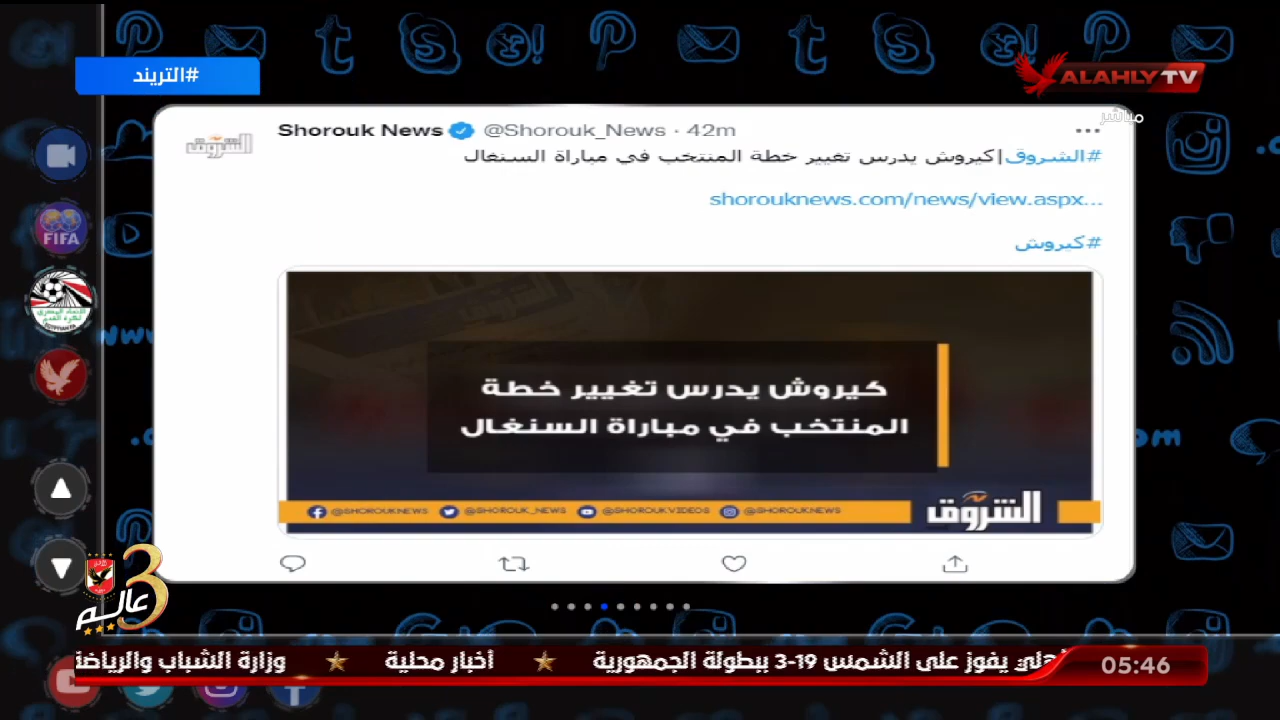 #التريند
ALAHLY TV
مباشر
Shorouk News @Shorouk_News · 42m
الشروق
#الشروق|كيروش يدرس تغيير خطة المنتخب في مباراة السنغال
shorouknews.com/news/view.aspx...
#كيروش
FIFA
كيروش يدرس تغيير خطة
المنتخب في مباراة السنغال
@SHOROUKNEWS @SHOROUK_NEWS @SHOROUKVIDEOS @SHOROUKNEWS
الشروق
3 عالم
يفوز على الشمس 19-3 ببطولة الجمهورية ★ أخبار محلية ★ وزارة الشباب
05:46